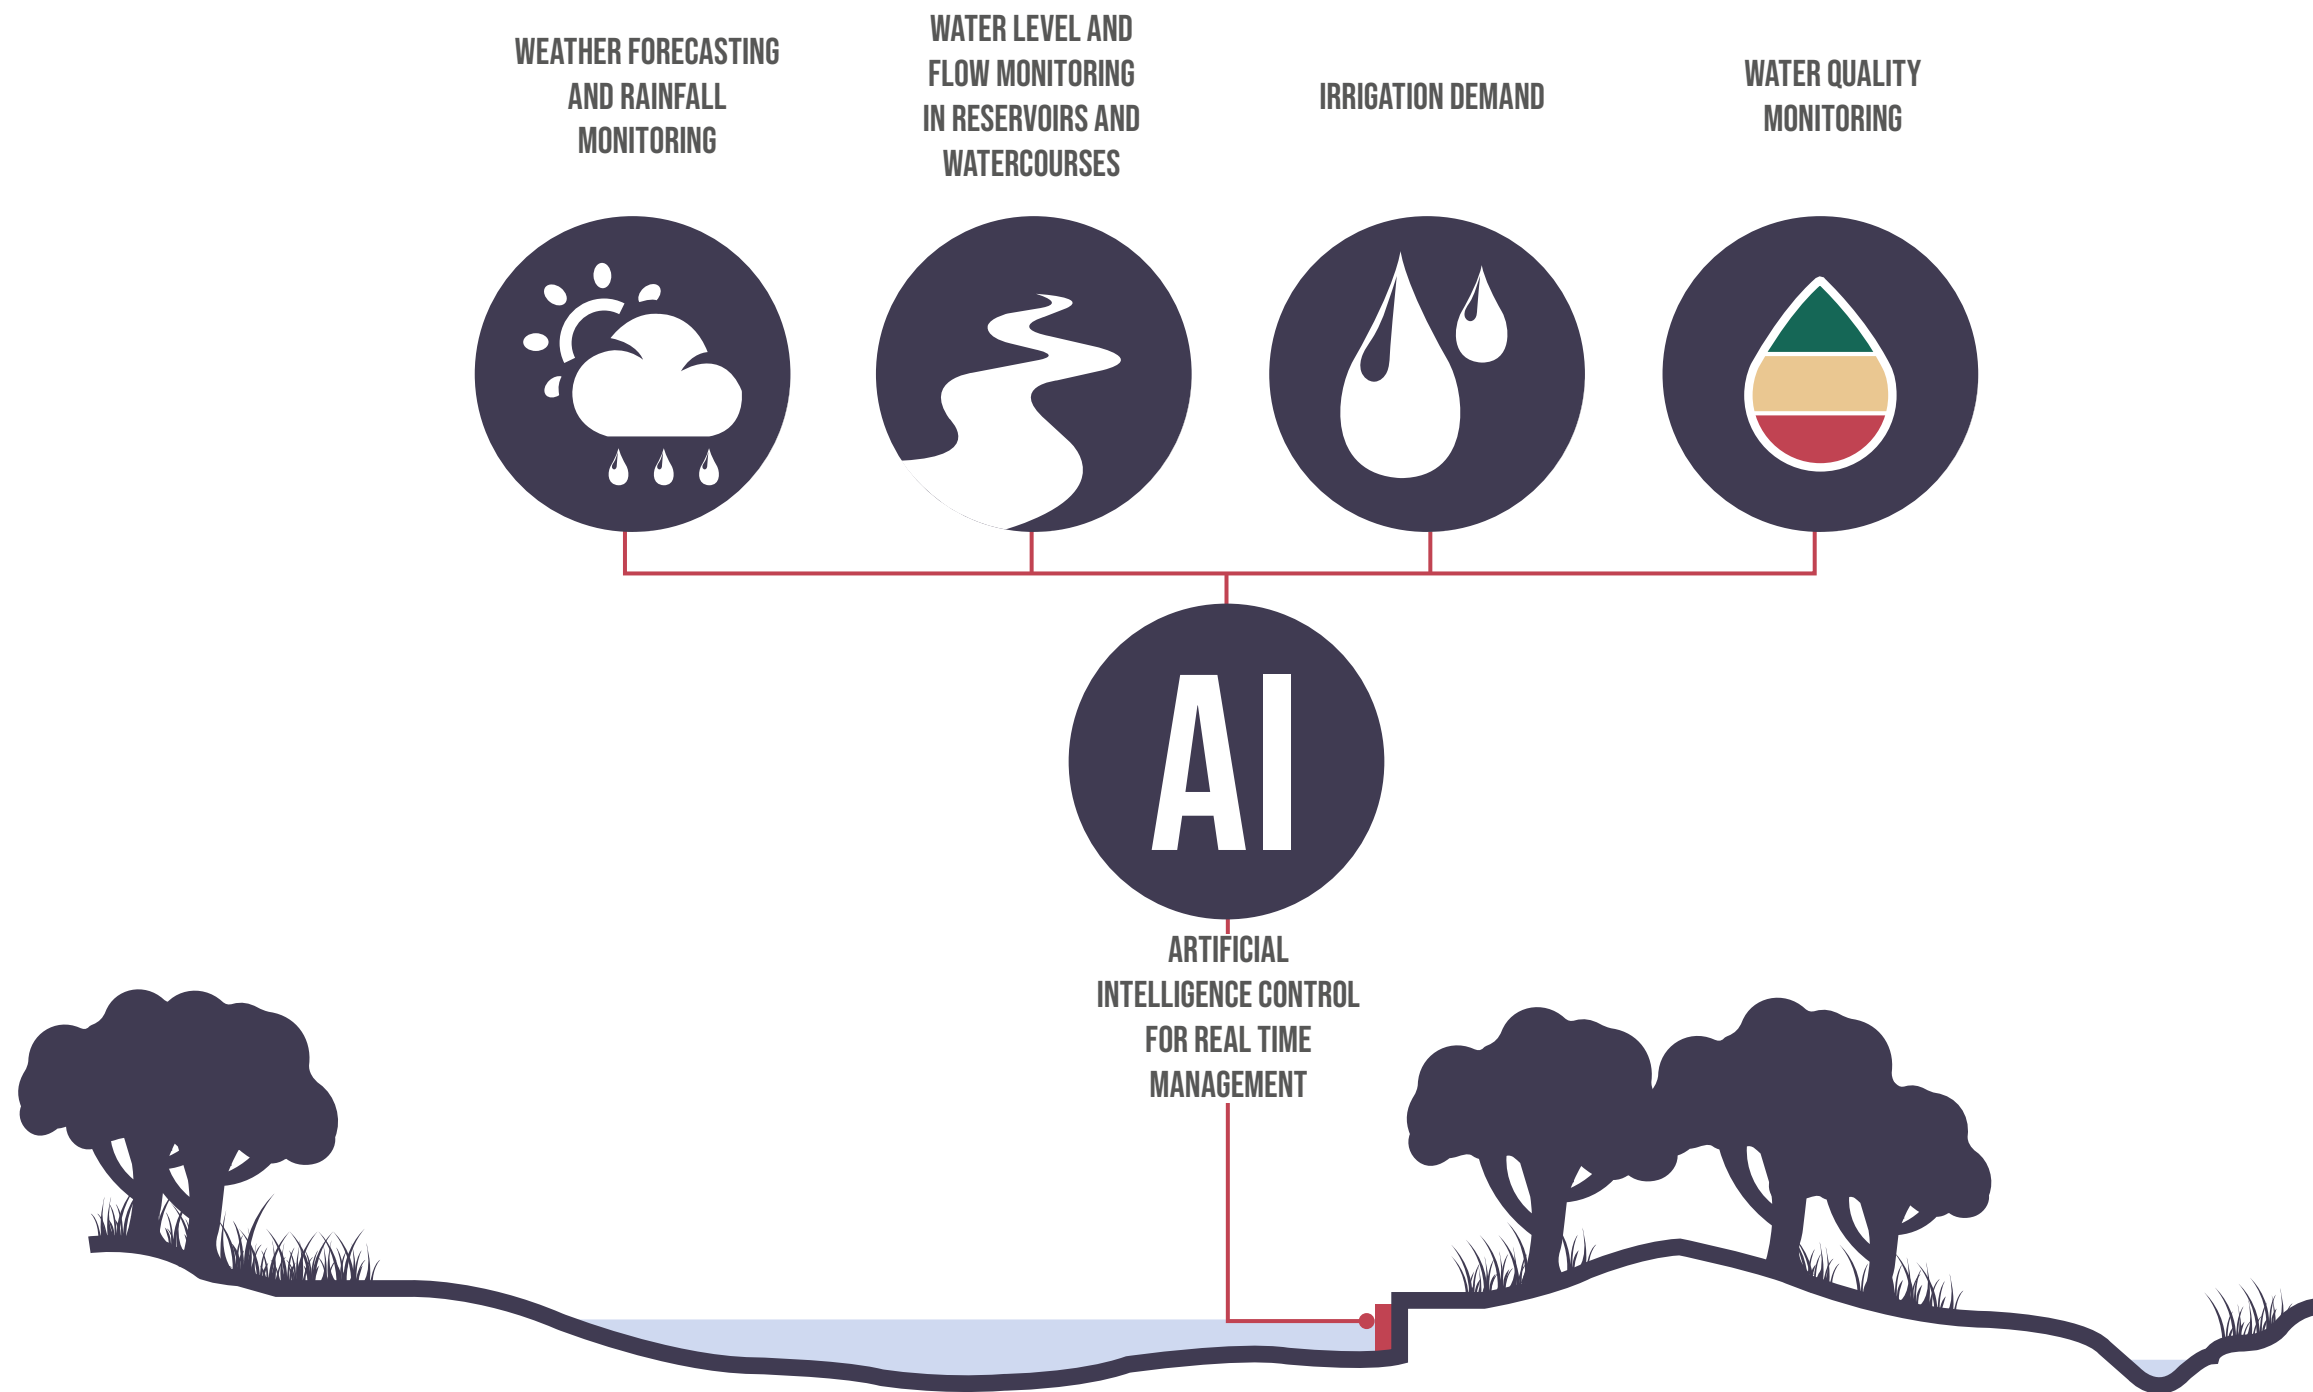 WEATHER FORECASTING
AND RAINFALL
MONITORING
WATER LEVEL AND
FLOW MONITORING
IN RESERVOIRS AND
WATERCOURSES
IRRIGATION DEMAND
WATER QUALITY
MONITORING
AI
ARTIFICIAL
INTELLIGENCE CONTROL
FOR REAL TIME
MANAGEMENT